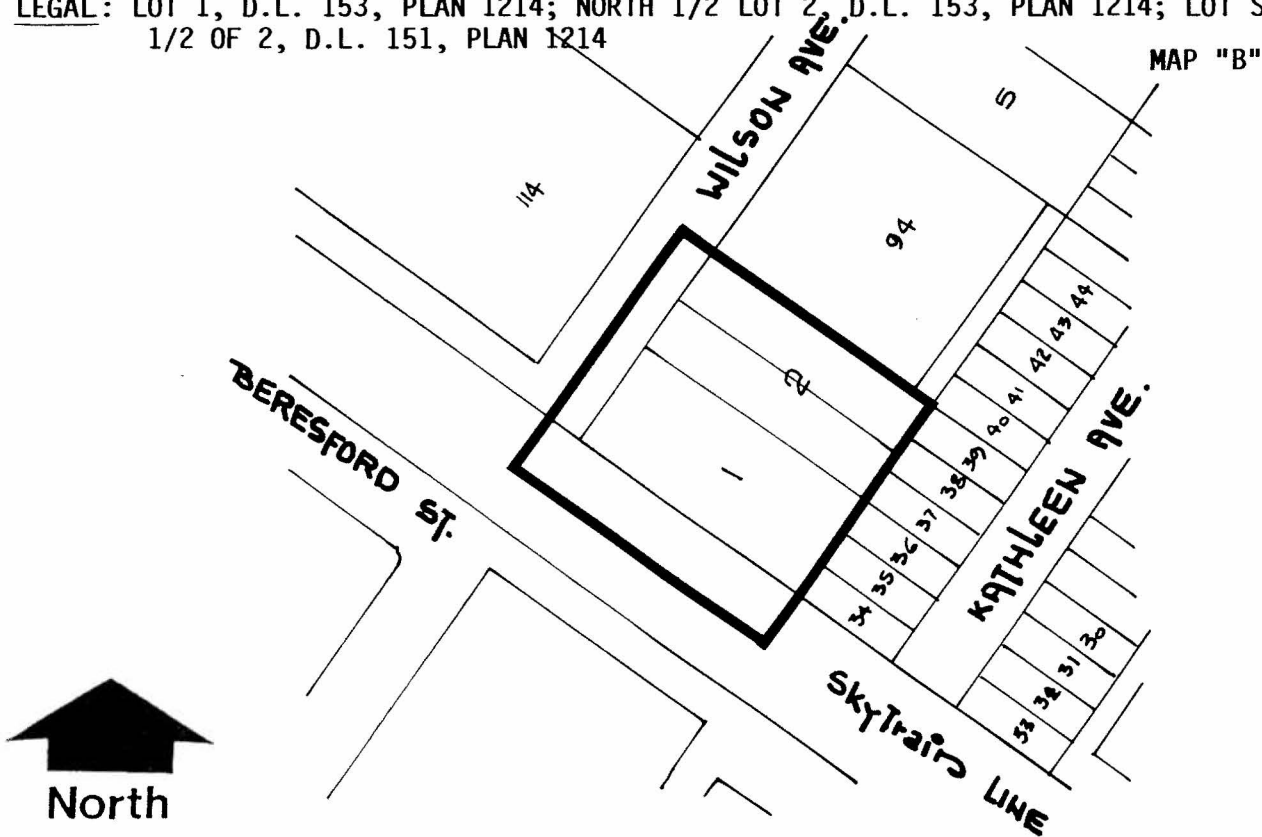 LEGAL: LOT 1, D.L. 153, PLAN 1214; NORTH 1/2 LOT 2, D.L. 153, PLAN 1214; LOT S
1/2 OF 2, D.L. 151, PLAN 1214
MAP "B"
WILSON AVE.
5
114
94
2
1
44
43
42
41
40
39
38
37
36
35
34
BERESFORD ST.
KATHLEEN AVE.
30
31
32
33
SKYTrain LINE
North